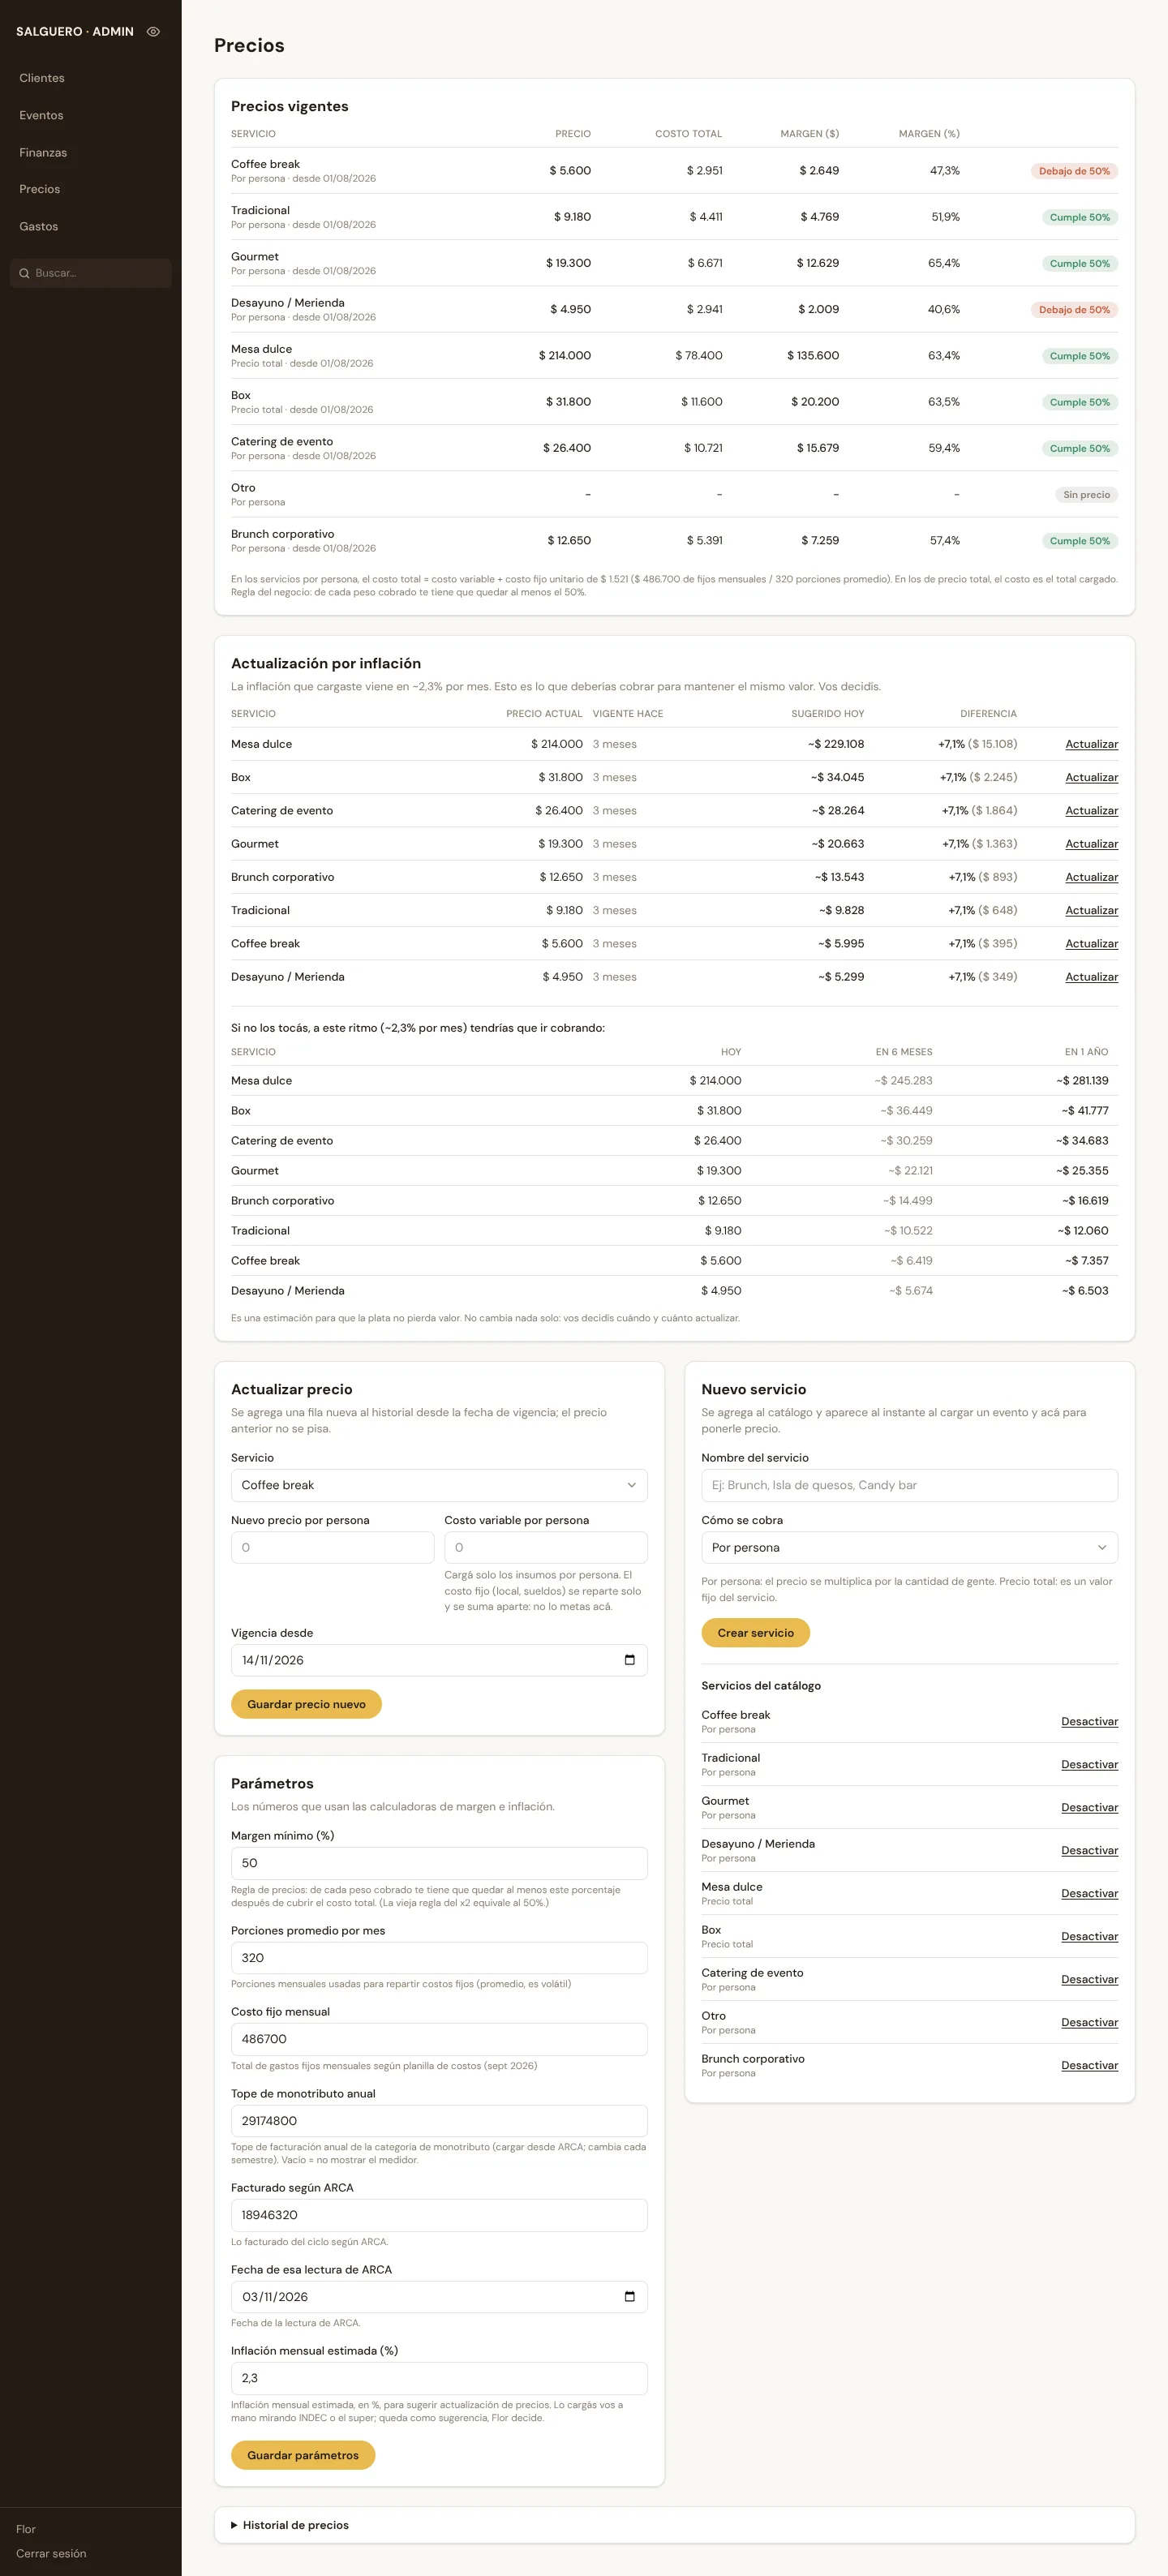 SALGUERO · ADMIN
Clientes
Eventos
Finanzas
Precios
Gastos
Buscar...
Flor
Cerrar sesión
Precios
Precios vigentes
SERVICIO PRECIO COSTO TOTAL MARGEN ($) MARGEN (%)
Coffee break $ 5.600 $ 2.951 $ 2.649 47,3% Debajo de 50%
Por persona · desde 01/08/2026
Tradicional $ 9.180 $ 4.411 $ 4.769 51,9% Cumple 50%
Por persona · desde 01/08/2026
Gourmet $ 19.300 $ 6.671 $ 12.629 65,4% Cumple 50%
Por persona · desde 01/08/2026
Desayuno / Merienda $ 4.950 $ 2.941 $ 2.009 40,6% Debajo de 50%
Por persona · desde 01/08/2026
Mesa dulce $ 214.000 $ 78.400 $ 135.600 63,4% Cumple 50%
Precio total · desde 01/08/2026
Box $ 31.800 $ 11.600 $ 20.200 63,5% Cumple 50%
Precio total · desde 01/08/2026
Catering de evento $ 26.400 $ 10.721 $ 15.679 59,4% Cumple 50%
Por persona · desde 01/08/2026
Otro - - - - Sin precio
Por persona
Brunch corporativo $ 12.650 $ 5.391 $ 7.259 57,4% Cumple 50%
Por persona · desde 01/08/2026
En los servicios por persona, el costo total = costo variable + costo fijo unitario de $ 1.521 ($ 486.700 de fijos mensuales / 320 porciones promedio). En los de precio total, el costo es el total cargado.
Regla del negocio: de cada peso cobrado te tiene que quedar al menos el 50%.
Actualización por inflación
La inflación que cargaste viene en ~2,3% por mes. Esto es lo que deberías cobrar para mantener el mismo valor. Vos decidís.
SERVICIO PRECIO ACTUAL VIGENTE HACE SUGERIDO HOY DIFERENCIA
Mesa dulce $ 214.000 3 meses ~$ 229.108 +7,1% ($ 15.108) Actualizar
Box $ 31.800 3 meses ~$ 34.045 +7,1% ($ 2.245) Actualizar
Catering de evento $ 26.400 3 meses ~$ 28.264 +7,1% ($ 1.864) Actualizar
Gourmet $ 19.300 3 meses ~$ 20.663 +7,1% ($ 1.363) Actualizar
Brunch corporativo $ 12.650 3 meses ~$ 13.543 +7,1% ($ 893) Actualizar
Tradicional $ 9.180 3 meses ~$ 9.828 +7,1% ($ 648) Actualizar
Coffee break $ 5.600 3 meses ~$ 5.995 +7,1% ($ 395) Actualizar
Desayuno / Merienda $ 4.950 3 meses ~$ 5.299 +7,1% ($ 349) Actualizar
Si no los tocás, a este ritmo (~2,3% por mes) tendrías que ir cobrando:
SERVICIO HOY EN 6 MESES EN 1 AÑO
Mesa dulce $ 214.000 ~$ 245.283 ~$ 281.139
Box $ 31.800 ~$ 36.449 ~$ 41.777
Catering de evento $ 26.400 ~$ 30.259 ~$ 34.683
Gourmet $ 19.300 ~$ 22.121 ~$ 25.355
Brunch corporativo $ 12.650 ~$ 14.499 ~$ 16.619
Tradicional $ 9.180 ~$ 10.522 ~$ 12.060
Coffee break $ 5.600 ~$ 6.419 ~$ 7.357
Desayuno / Merienda $ 4.950 ~$ 5.674 ~$ 6.503
Es una estimación para que la plata no pierda valor. No cambia nada solo: vos decidís cuándo y cuánto actualizar.
Actualizar precio
Se agrega una fila nueva al historial desde la fecha de vigencia; el precio
anterior no se pisa.
Servicio
Coffee break
Nuevo precio por persona
0
Costo variable por persona
0
Cargá solo los insumos por persona. El
costo fijo (local, sueldos) se reparte solo
y se suma aparte: no lo metas acá.
Vigencia desde
14/11/2026
Guardar precio nuevo
Parámetros
Los números que usan las calculadoras de margen e inflación.
Margen mínimo (%)
50
Regla de precios: de cada peso cobrado te tiene que quedar al menos este porcentaje
después de cubrir el costo total. (La vieja regla del x2 equivale al 50%.)
Porciones promedio por mes
320
Porciones mensuales usadas para repartir costos fijos (promedio, es volátil)
Costo fijo mensual
486700
Total de gastos fijos mensuales según planilla de costos (sept 2026)
Tope de monotributo anual
29174800
Tope de facturación anual de la categoría de monotributo (cargar desde ARCA; cambia cada
semestre). Vacío = no mostrar el medidor.
Facturado según ARCA
18946320
Lo facturado del ciclo según ARCA.
Fecha de esa lectura de ARCA
03/11/2026
Fecha de la lectura de ARCA.
Inflación mensual estimada (%)
2,3
Inflación mensual estimada, en %, para sugerir actualización de precios. Lo cargás vos a
mano mirando INDEC o el super; queda como sugerencia, Flor decide.
Guardar parámetros
Nuevo servicio
Se agrega al catálogo y aparece al instante al cargar un evento y acá para
ponerle precio.
Nombre del servicio
Ej: Brunch, Isla de quesos, Candy bar
Cómo se cobra
Por persona
Por persona: el precio se multiplica por la cantidad de gente. Precio total: es un valor
fijo del servicio.
Crear servicio
Servicios del catálogo
Coffee break Desactivar
Por persona
Tradicional Desactivar
Por persona
Gourmet Desactivar
Por persona
Desayuno / Merienda Desactivar
Por persona
Mesa dulce Desactivar
Precio total
Box Desactivar
Precio total
Catering de evento Desactivar
Por persona
Otro Desactivar
Por persona
Brunch corporativo Desactivar
Por persona
Historial de precios